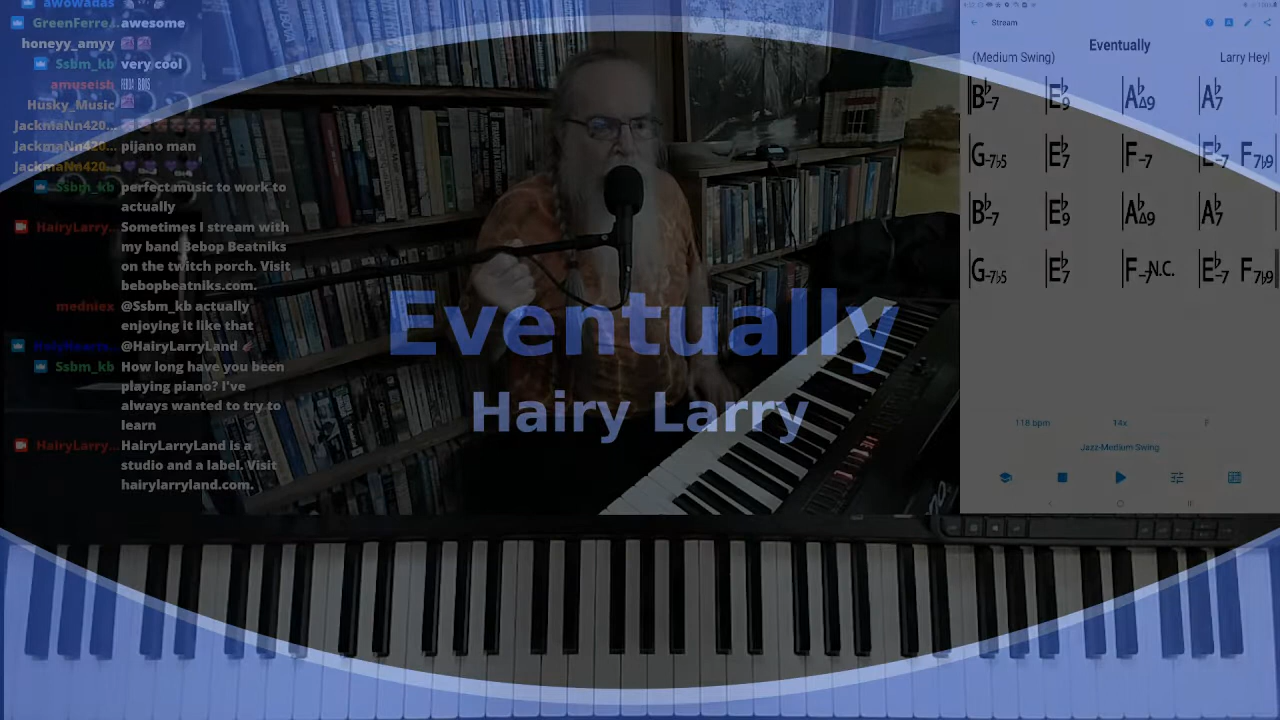 awowadas
GreenFerre... awesome
honeyy_amyy
Ssbm_kb very cool
amuseish
Husky_Music
JackmaNn420...
JackmaNn420... pijano man
JackmaNn420...
Ssbm_kb perfect music to work to
actually
HairyLarry... Sometimes I stream with
my band Bebop Beatniks
on the twitch porch. Visit
bebopbeatniks.com.
medniex @Ssbm_kb actually
enjoying it like that
@HairyLarryLand
Ssbm_kb How long have you been
playing piano? I've
always wanted to try to
learn
HairyLarry... HairyLarryLand is a
studio and a label. Visit
hairylarryland.com.
Eventually
Hairy Larry
Stream
Eventually
(Medium Swing) Larry Heyl
B♭-7 E♭9 A♭Δ9 A♭7
G-7♭5 E♭7 F-7 E♭-7 F7♭9
B♭-7 E♭9 A♭Δ9 A♭7
G-7♭5 E♭7 F-7 N.C. E♭-7 F7♭9
118 bpm 14x F
Jazz-Medium Swing